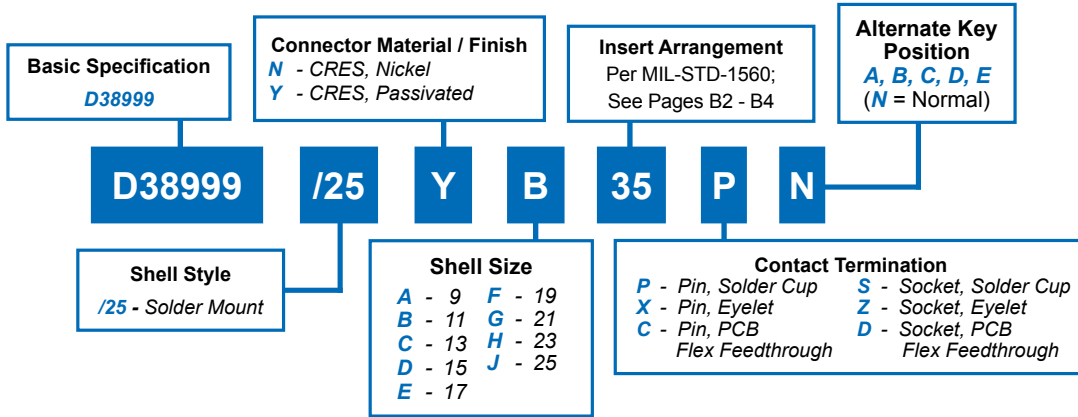 Basic Specification
D38999
Connector Material / Finish
N - CRES, Nickel
Y - CRES, Passivated
Insert Arrangement
Per MIL-STD-1560;
See Pages B2 - B4
Alternate Key
Position
A, B, C, D, E
(N = Normal)
D38999 /25 Y B 35 P N
Shell Style
/25 - Solder Mount
Shell Size
A - 9 F - 19
B - 11 G - 21
C - 13 H - 23
D - 15 J - 25
E - 17
Contact Termination
P - Pin, Solder Cup S - Socket, Solder Cup
X - Pin, Eyelet Z - Socket, Eyelet
C - Pin, PCB D - Socket, PCB
Flex Feedthrough Flex Feedthrough